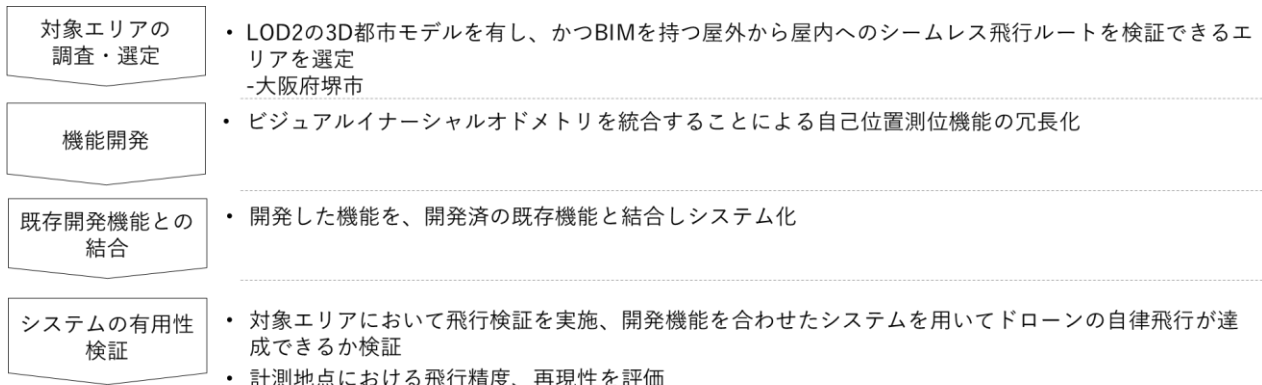 対象エリアの
調査・選定
• LOD2の3D都市モデルを有し、かつBIMを持つ屋外から屋内へのシームレス飛行ルートを検証できるエ
リアを選定
-大阪府堺市
機能開発
• ビジュアルイナーシャルオドメトリを統合することによる自己位置測位機能の冗長化
既存開発機能との
結合
• 開発した機能を、開発済の既存機能と結合しシステム化
システムの有用性
検証
• 対象エリアにおいて飛行検証を実施、開発機能を合わせたシステムを用いてドローンの自律飛行が達
成できるか検証
• 計測地点における飛行精度、再現性を評価